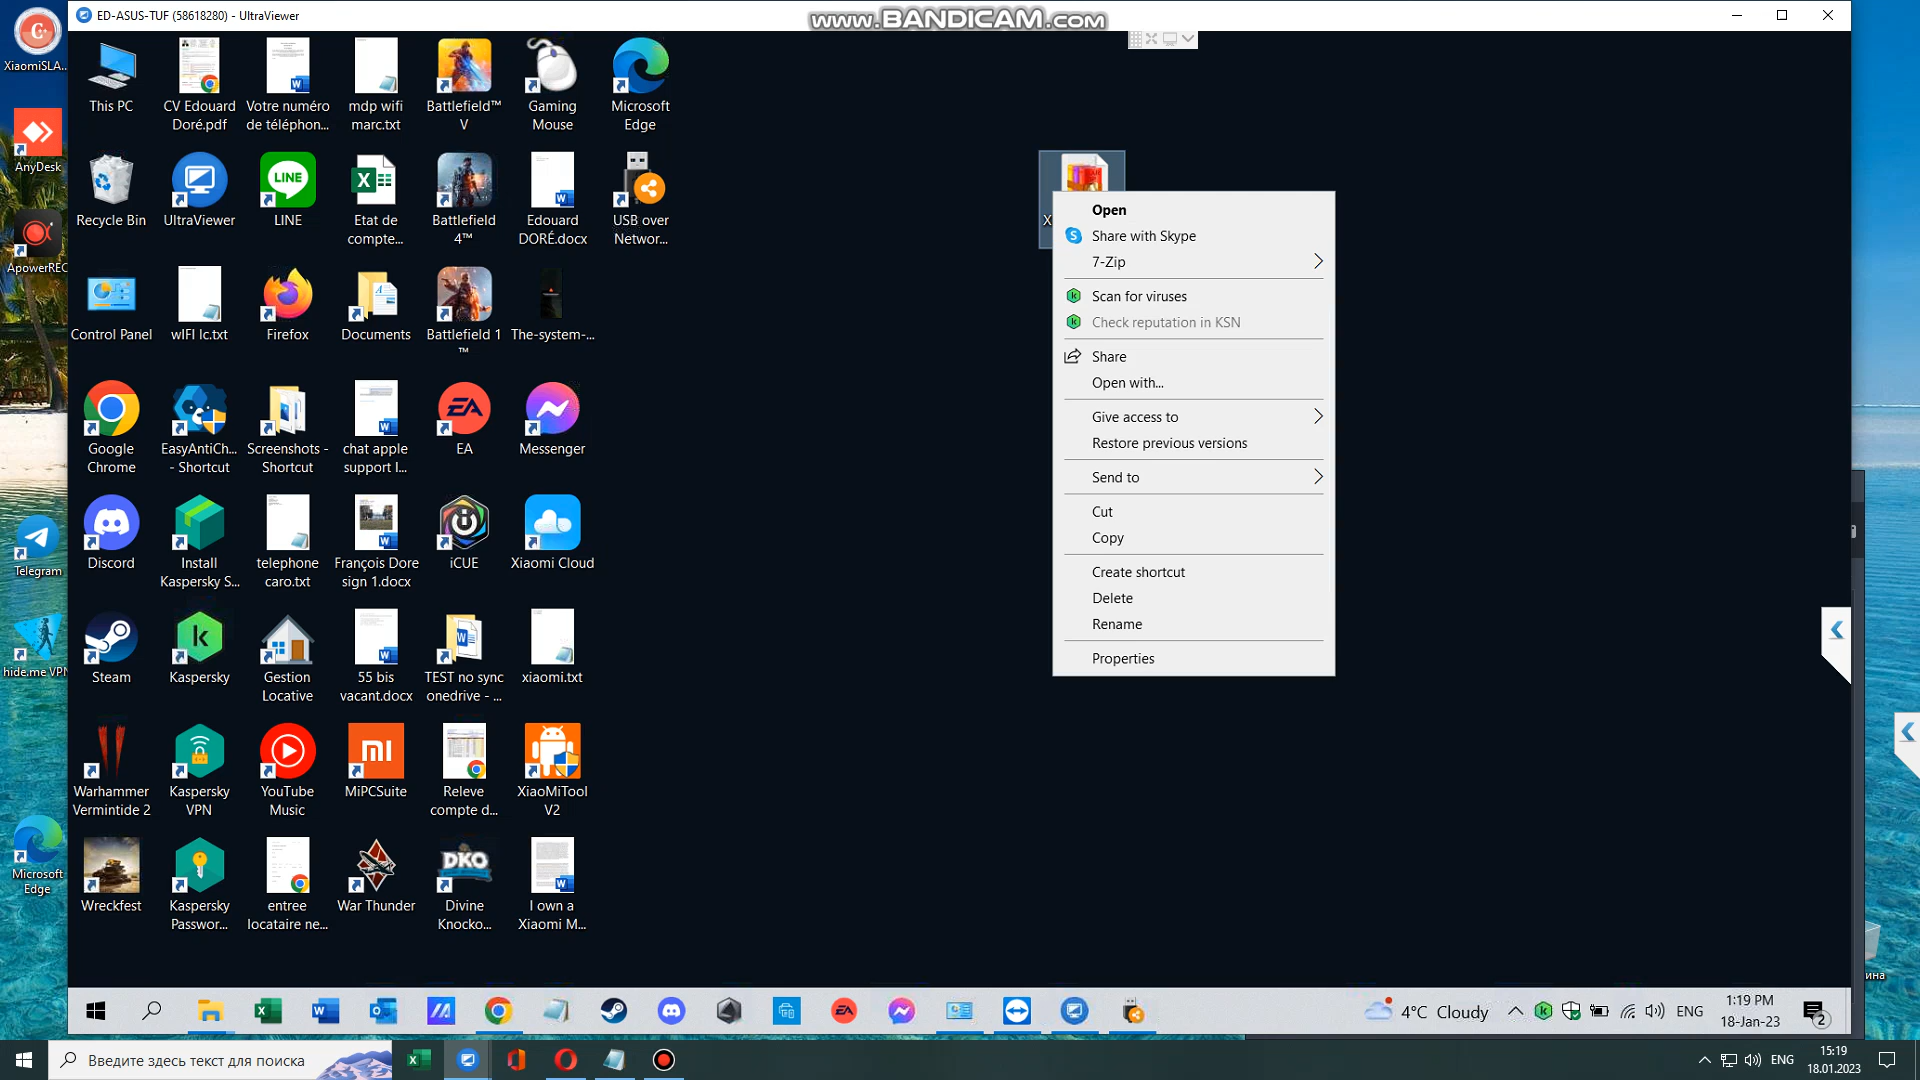 ED-ASUS-TUF (58618280) - UltraViewer
www.BANDICAM.com
XiaomiSLA...
AnyDesk
ApowerREC
Telegram
hide.me VPN
Microsoft
Edge
This PC
CV Edouard
Doré.pdf
Votre numéro
de téléphon...
mdp wifi
marc.txt
Battlefield™
V
Gaming
Mouse
Microsoft
Edge
Recycle Bin
UltraViewer
LINE
LINE
Etat de
compte...
Battlefield
4™
Edouard
DORÉ.docx
USB over
Networ...
Control Panel
wIFI lc.txt
Firefox
Documents
Battlefield 1
™
The-system-...
Google
Chrome
EasyAntiCh...
- Shortcut
Screenshots -
Shortcut
chat apple
support l...
EA
EA
Messenger
Discord
Install
Kaspersky S...
telephone
caro.txt
François Dore
sign 1.docx
iCUE
Xiaomi Cloud
Steam
Kaspersky
Gestion
Locative
55 bis
vacant.docx
TEST no sync
onedrive - ...
xiaomi.txt
Warhammer
Vermintide 2
Kaspersky
VPN
YouTube
Music
MiPCSuite
Releve
compte d...
XiaoMiTool
V2
Wreckfest
Kaspersky
Passwor...
entree
locataire ne...
War Thunder
DKO
Divine
Knocko...
I own a
Xiaomi M...
X
Open
Share with Skype
7-Zip
Scan for viruses
Check reputation in KSN
Share
Open with...
Give access to
Restore previous versions
Send to
Cut
Copy
Create shortcut
Delete
Rename
Properties
ина
4°C Cloudy
ENG
1:19 PM
18-Jan-23
2
Введите здесь текст для поиска
ENG
15:19
18.01.2023